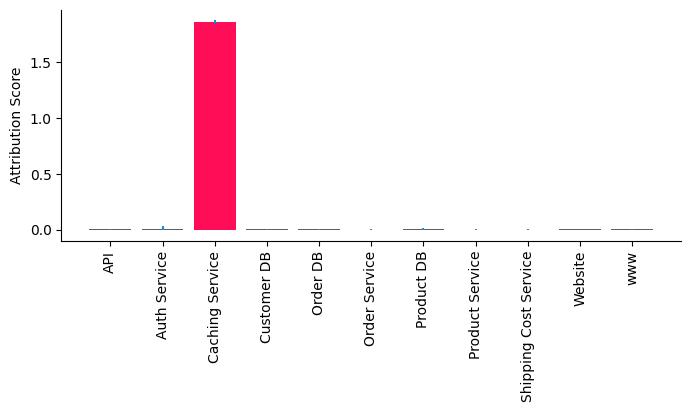 Attribution Score
1.5
1.0
0.5
0.0
API
Auth Service
Caching Service
Customer DB
Order DB
Order Service
Product DB
Product Service
Shipping Cost Service
Website
www